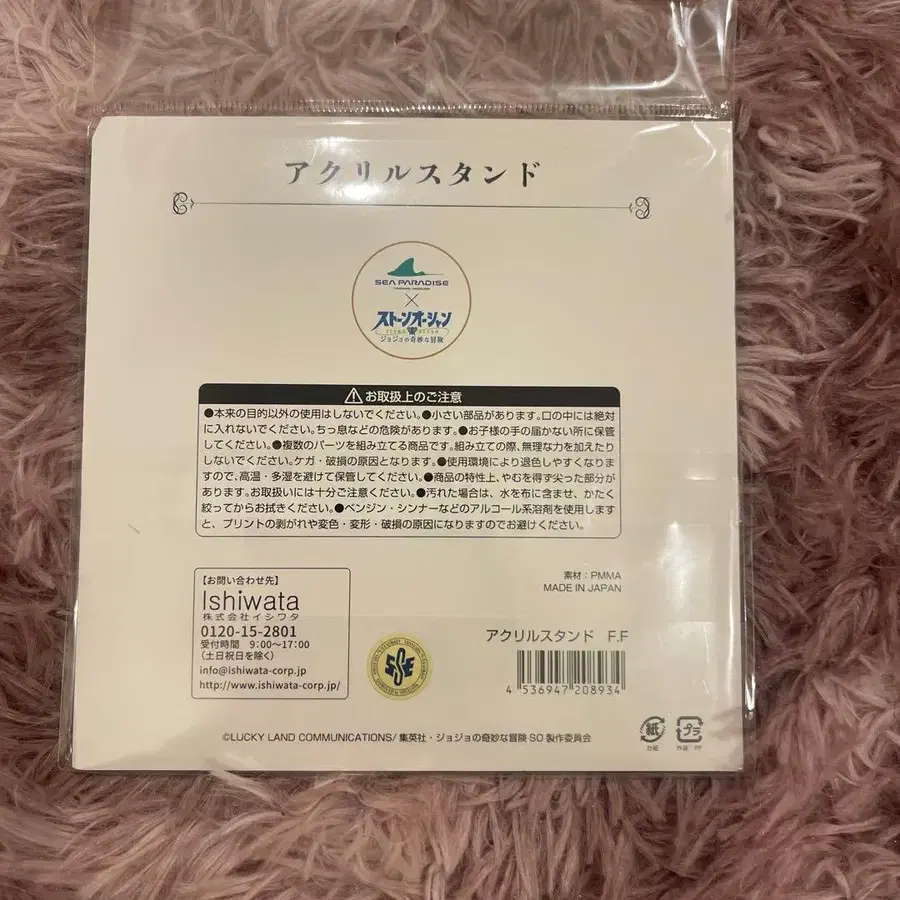 アクリルスタンド
SEA PARADISE
×
ストーンオーシャン
ジョジョの奇妙な冒険
お取扱上のご注意
●本来の目的以外の使用はしないでください。●小さい部品があります。口の中には絶対
に入れないでください。ちっ息などの危険があります。●お子様の手の届かない所に保管
してください。●複数のパーツを組み立てる商品です。組み立ての際、無理な力を加えたり
しないでください。ケガ・破損の原因となります。●使用環境により退色しやすくなりま
すので、高温・多湿を避けて保管してください。●商品の特性上、やむを得ず尖った部分が
あります。お取扱いには十分ご注意ください。●汚れた場合は、水を布に含ませ、かたく
絞ってからお拭きください。●ベンジン・シンナーなどのアルコール系溶剤を使用します
と、プリントの剥がれや変色・変形・破損の原因になりますのでお避けください。
素材：PMMA
MADE IN JAPAN
【お問い合わせ先】
Ishiwata
株式会社イシワタ
0120-15-2801
受付時間 9:00～17:00
(土日祝日を除く)
info@ishiwata-corp.jp
http://www.ishiwata-corp.jp/
アクリルスタンド F.F
4 536947 208934
紙
台紙
プラ
外装：PP
©LUCKY LAND COMMUNICATIONS/ 集英社・ジョジョの奇妙な冒険 SO 製作委員会